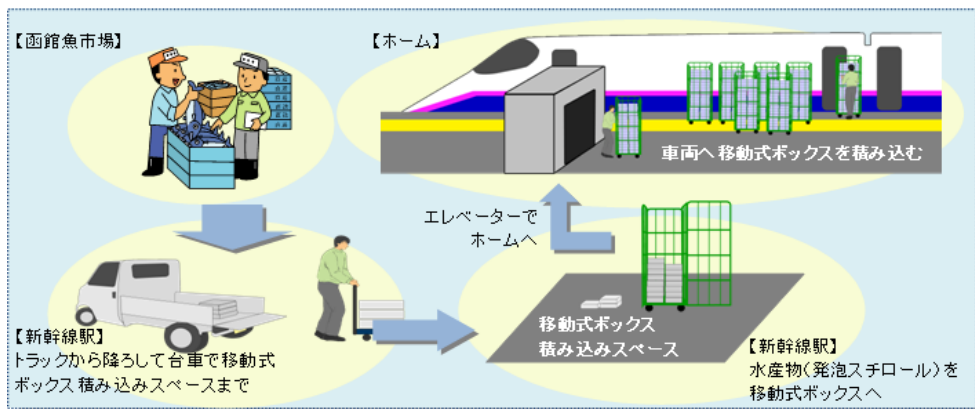 【函館魚市場】
【ホーム】
車両へ移動式ボックスを積み込む
エレベーターで
ホームへ
【新幹線駅】
トラックから降ろして台車で移動式
ボックス積み込みスペースまで
移動式ボックス
積み込みスペース
【新幹線駅】
水産物(発泡スチロール)を
移動式ボックスへ